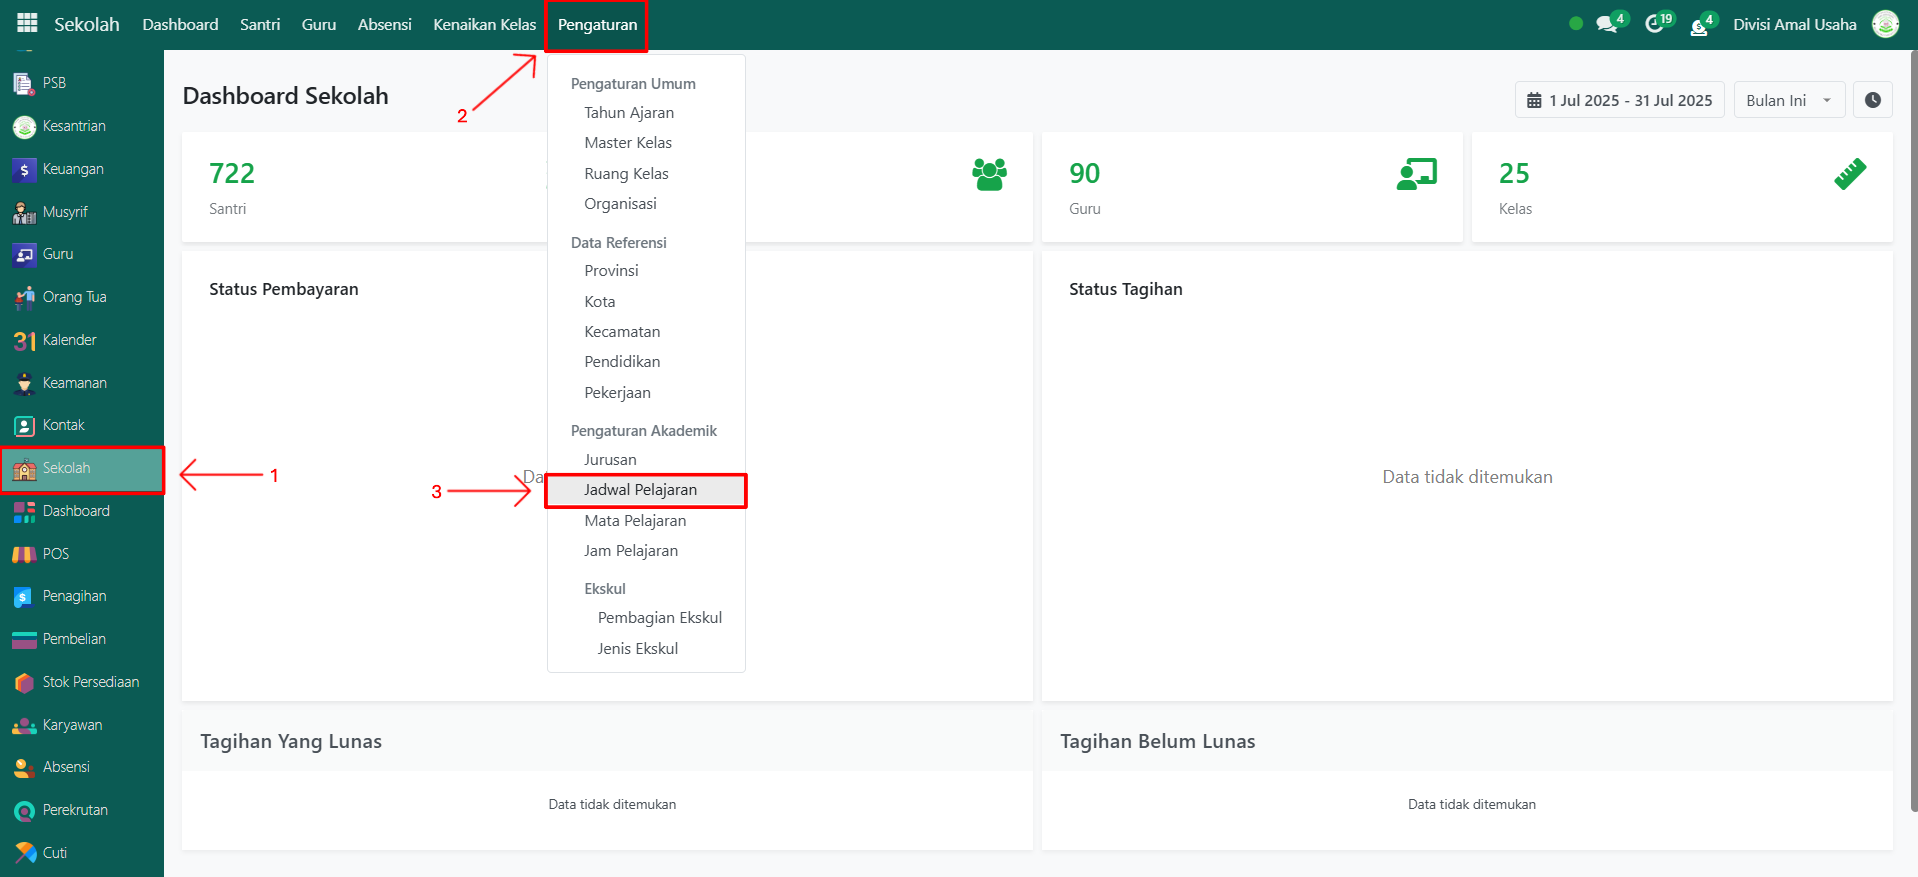 Sekolah
Dashboard
Santri
Guru
Absensi
Kenaikan Kelas
Pengaturan
4
19
4
Divisi Amal Usaha
PSB
Kesantrian
Keuangan
Musyrif
Guru
Orang Tua
31 Kalender
Keamanan
Kontak
Sekolah
Dashboard
POS
Penagihan
Pembelian
Stok Persediaan
Karyawan
Absensi
Perekrutan
Cuti
1
2
3
Pengaturan Umum
Tahun Ajaran
Master Kelas
Ruang Kelas
Organisasi
Data Referensi
Provinsi
Kota
Kecamatan
Pendidikan
Pekerjaan
Pengaturan Akademik
Jurusan
Jadwal Pelajaran
Mata Pelajaran
Jam Pelajaran
Ekskul
Pembagian Ekskul
Jenis Ekskul
Dashboard Sekolah
1 Jul 2025 - 31 Jul 2025
Bulan Ini
722
Santri
90
Guru
25
Kelas
Status Pembayaran
Status Tagihan
Data tidak ditemukan
Tagihan Yang Lunas
Data tidak ditemukan
Tagihan Belum Lunas
Data tidak ditemukan